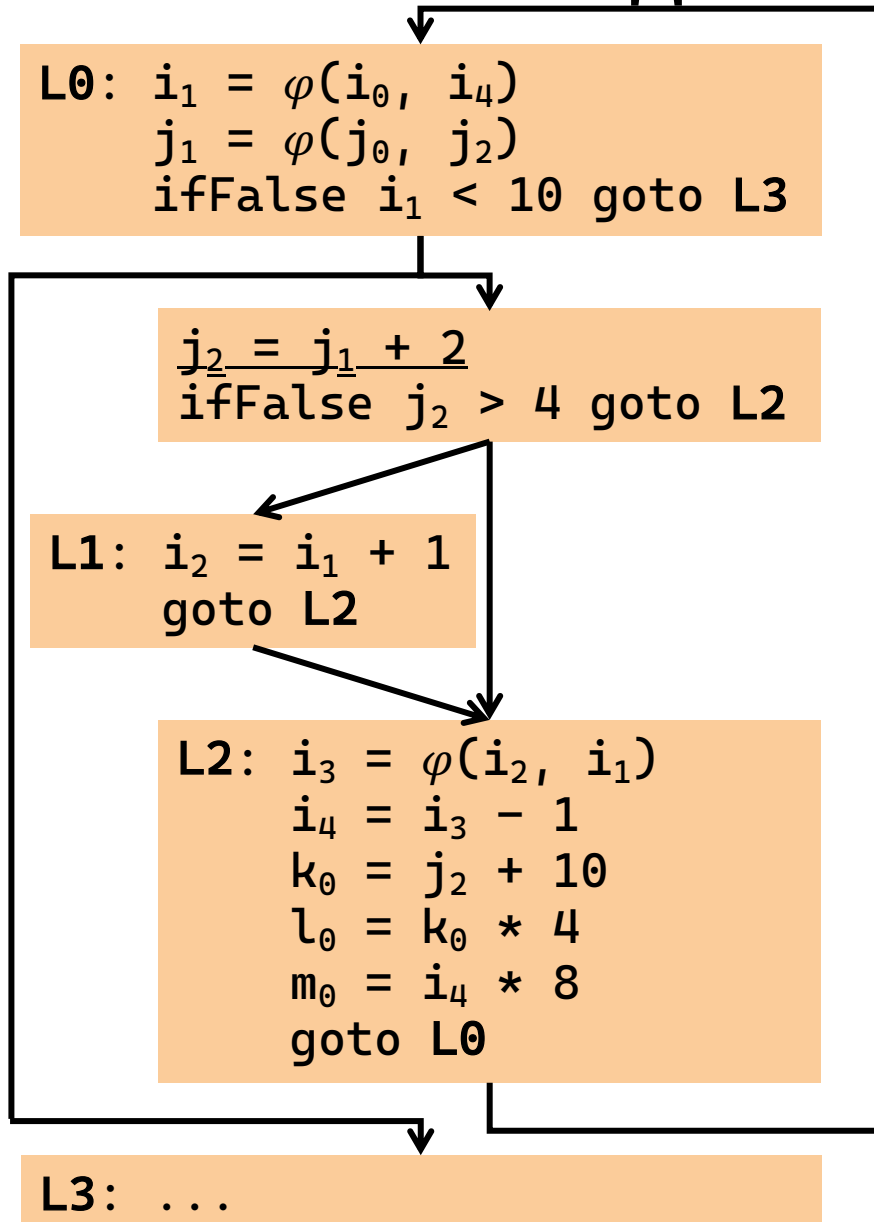 L0: i₁ = φ(i₀, i₄)
j₁ = φ(j₀, j₂)
ifFalse i₁ < 10 goto L3
j₂ = j₁ + 2
ifFalse j₂ > 4 goto L2
L1: i₂ = i₁ + 1
goto L2
L2: i₃ = φ(i₂, i₁)
i₄ = i₃ − 1
k₀ = j₂ + 10
l₀ = k₀ * 4
m₀ = i₄ * 8
goto L0
L3: ...